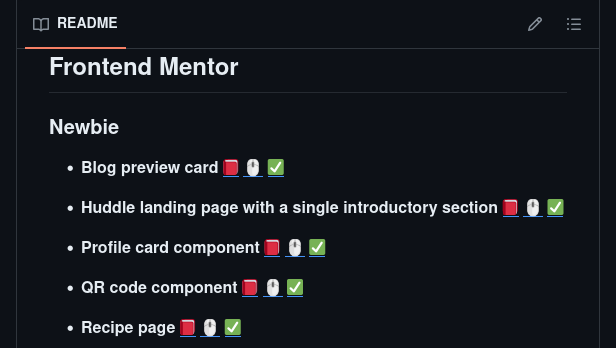 README
Frontend Mentor
Newbie
• Blog preview card 📕 🖱️ ✅
• Huddle landing page with a single introductory section 📕 🖱️ ✅
• Profile card component 📕 🖱️ ✅
• QR code component 📕 🖱️ ✅
• Recipe page 📕 🖱️ ✅